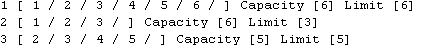 1 [ 1 / 2 / 3 / 4 / 5 / 6 / ] Capacity [6] Limit [6]
2 [ 1 / 2 / 3 / ] Capacity [6] Limit [3]
3 [ 2 / 3 / 4 / 5 / ] Capacity [5] Limit [5]